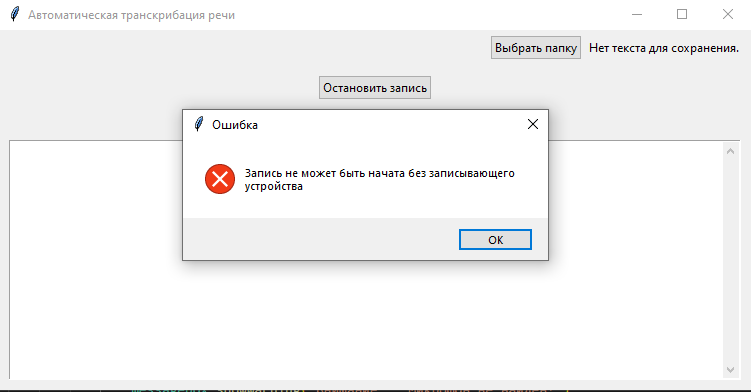 Автоматическая транскрибация речи
Выбрать папку Нет текста для сохранения.
Остановить запись
Ошибка
Запись не может быть начата без записывающего
устройства
OK